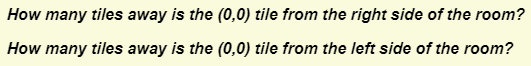 How many tiles away is the (0,0) tile from the right side of the room?
How many tiles away is the (0,0) tile from the left side of the room?